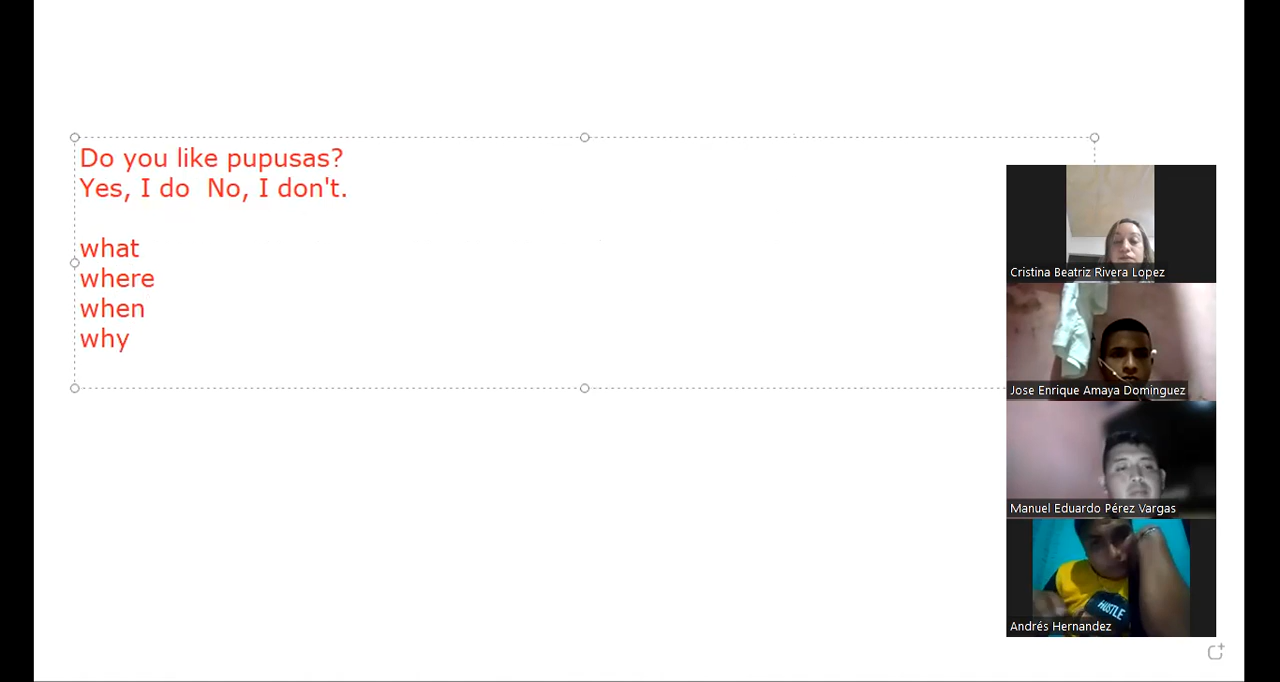 Do you like pupusas?
Yes, I do  No, I don't.
what
where
when
why
Cristina Beatriz Rivera Lopez
Jose Enrique Amaya Dominguez
Manuel Eduardo Pérez Vargas
HUSTLE
Andrés Hernandez